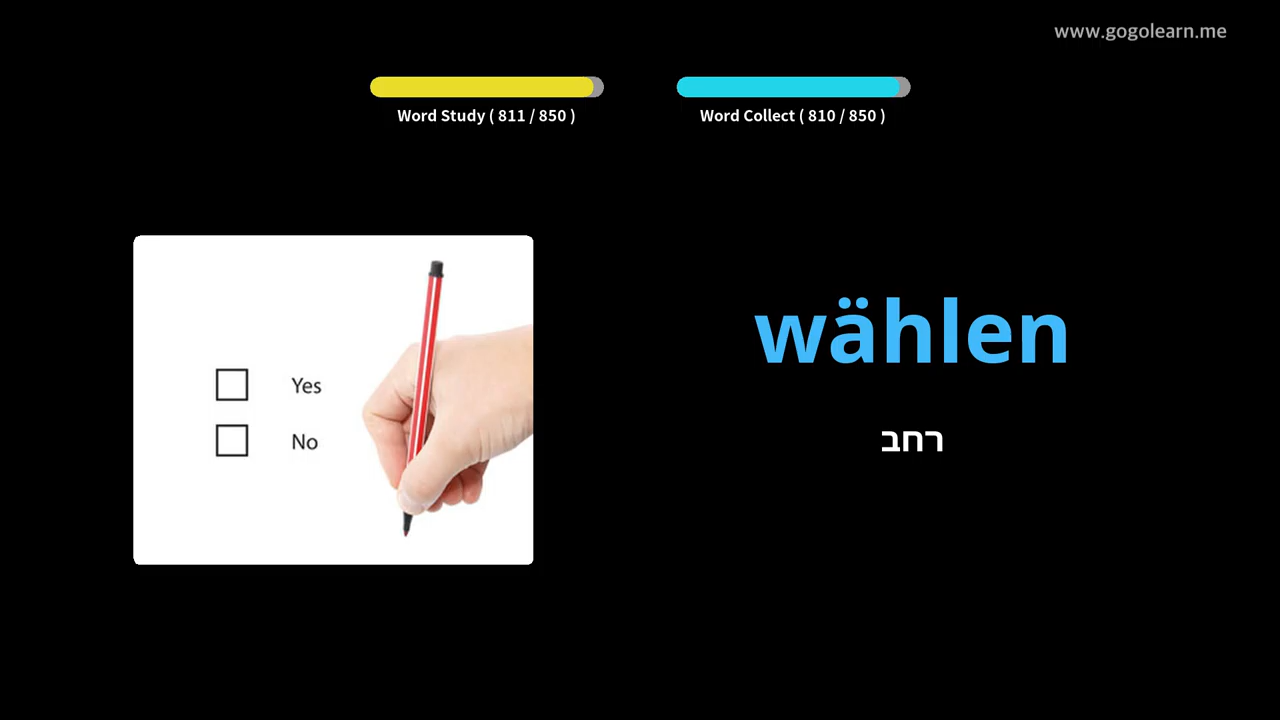 www.gogolearn.me
Word Study ( 811 / 850 )
Word Collect ( 810 / 850 )
Yes
No
wählen
רחב